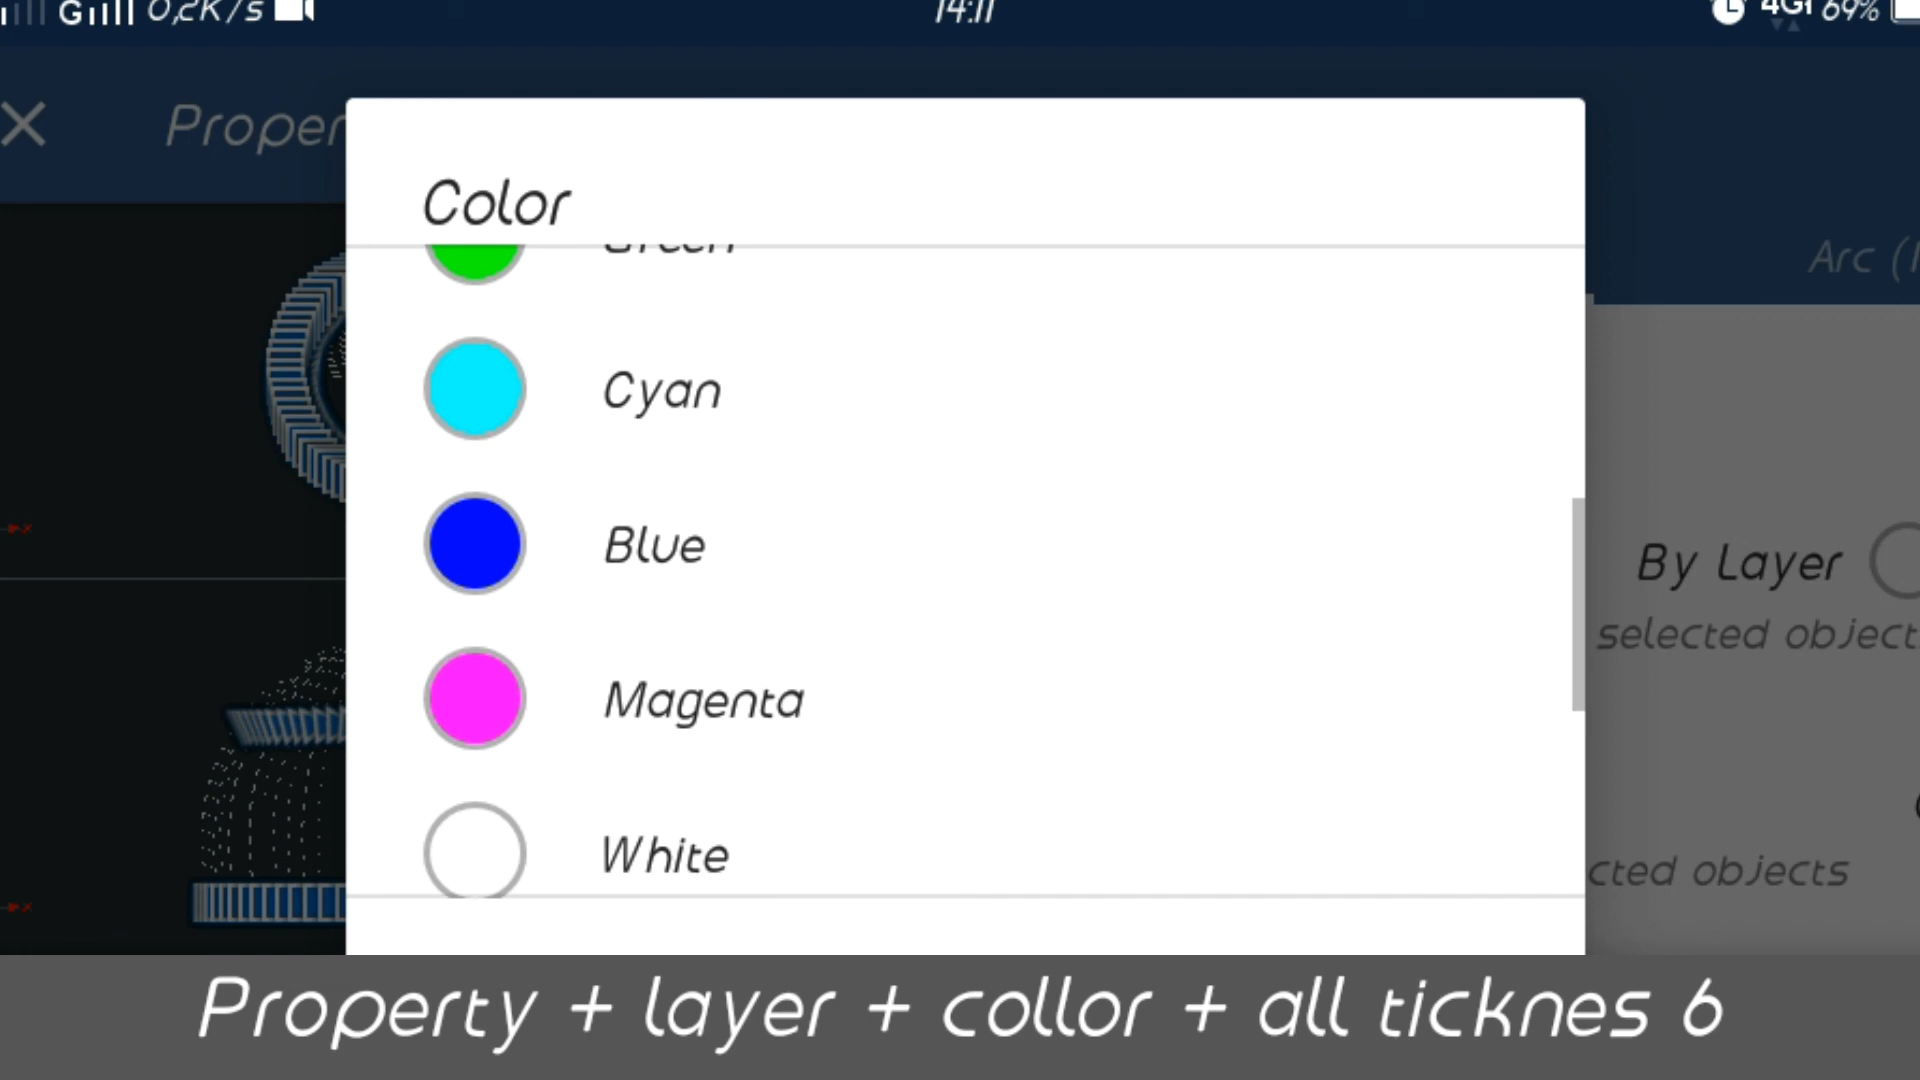 G 0,2K/s 14:11 4G 69%
Proper
Color
Arc (
Green
Cyan
Blue
By Layer
selected object
Magenta
White
cted objects
Property + layer + collor + all ticknes 6